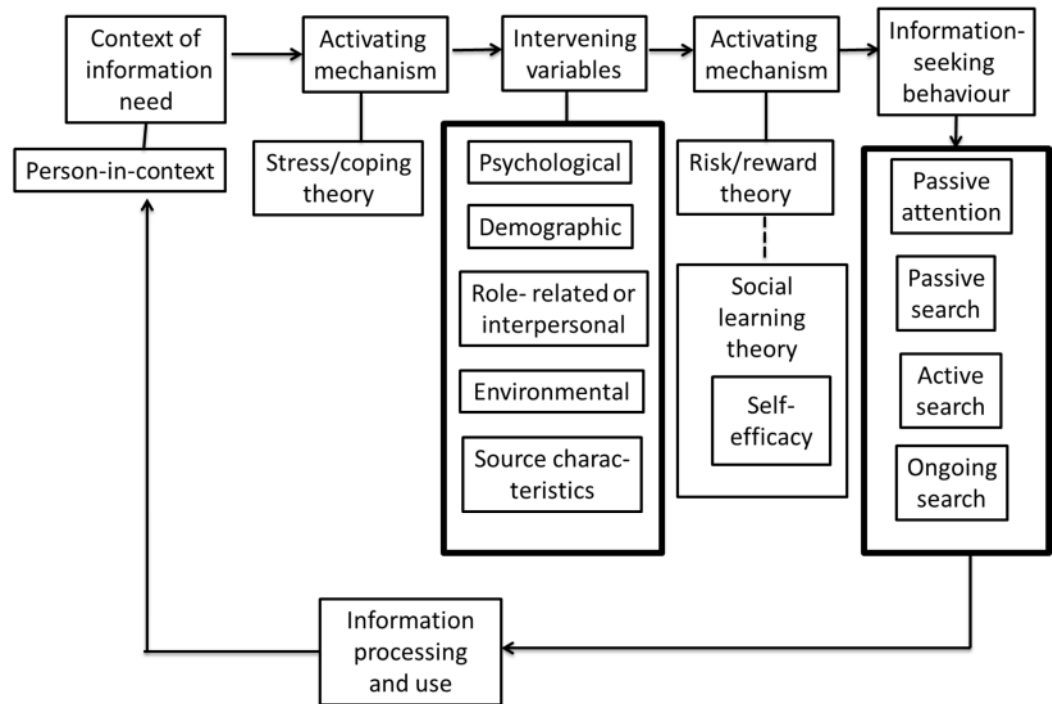 Context of
information
need
Activating
mechanism
Intervening
variables
Activating
mechanism
Information-
seeking
behaviour
Person-in-context
Stress/coping
theory
Psychological
Demographic
Role- related or
interpersonal
Environmental
Source charac-
teristics
Risk/reward
theory
Social
learning
theory
Self-
efficacy
Passive
attention
Passive
search
Active
search
Ongoing
search
Information
processing
and use